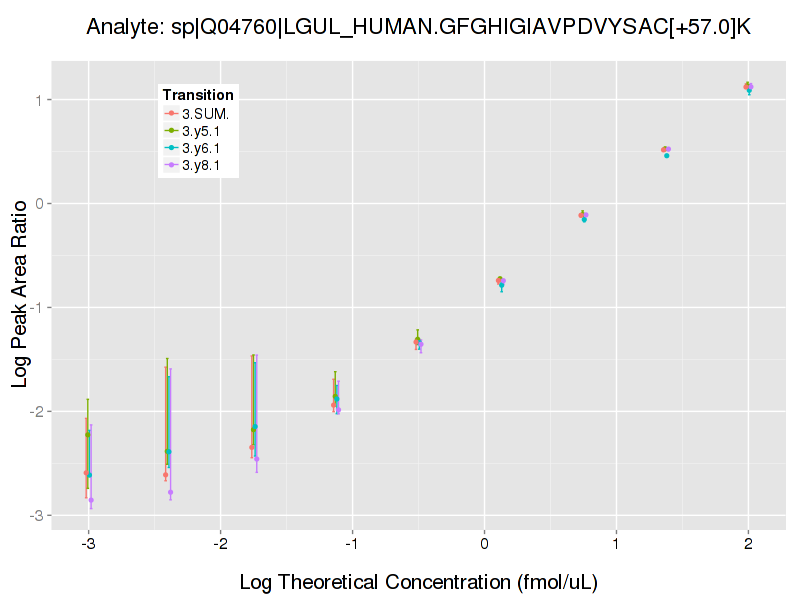 Analyte: sp|Q04760|LGUL_HUMAN.GFGHIGIAVPDVYSAC[+57.0]K
Transition
3.SUM.
3.y5.1
3.y6.1
3.y8.1
Log Peak Area Ratio
1
0
-1
-2
-3
-3 -2 -1 0 1 2
Log Theoretical Concentration (fmol/uL)